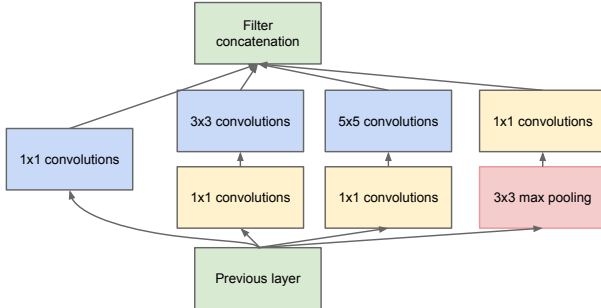 Filter
concatenation
3x3 convolutions
5x5 convolutions
1x1 convolutions
1x1 convolutions
1x1 convolutions
1x1 convolutions
3x3 max pooling
Previous layer